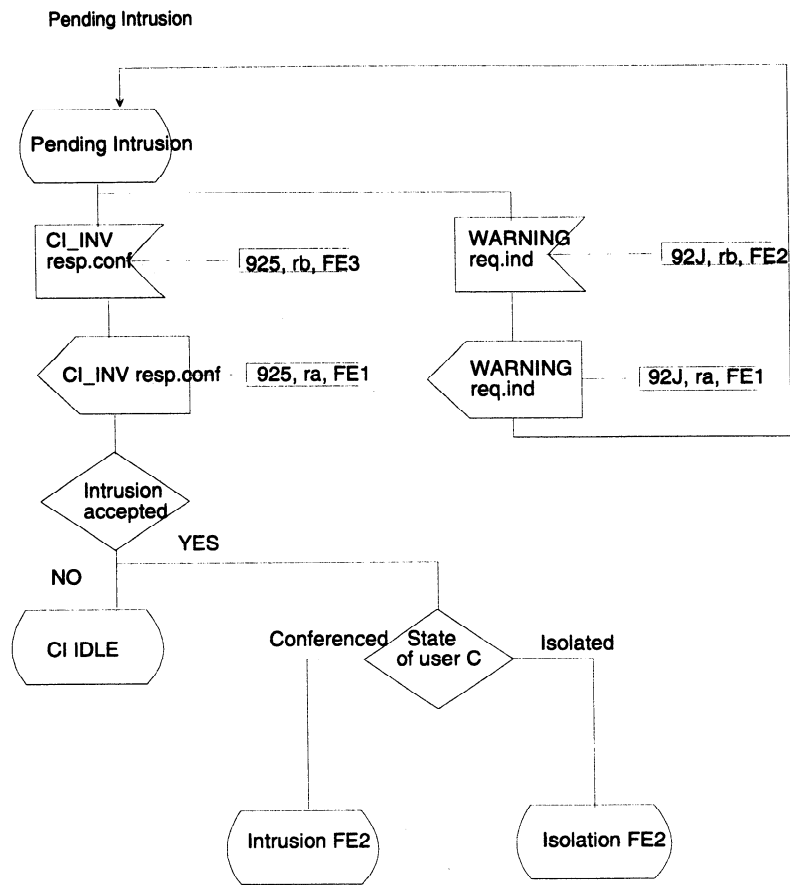 Pending Intrusion
Pending Intrusion
CI_INV
resp.conf
925, rb, FE3
WARNING
req.ind
92J, rb, FE2
CI_INV resp.conf
925, ra, FE1
WARNING
req.ind
92J, ra, FE1
Intrusion
accepted
YES
NO
CI IDLE
Conferenced
State
of user C
Isolated
Intrusion FE2
Isolation FE2